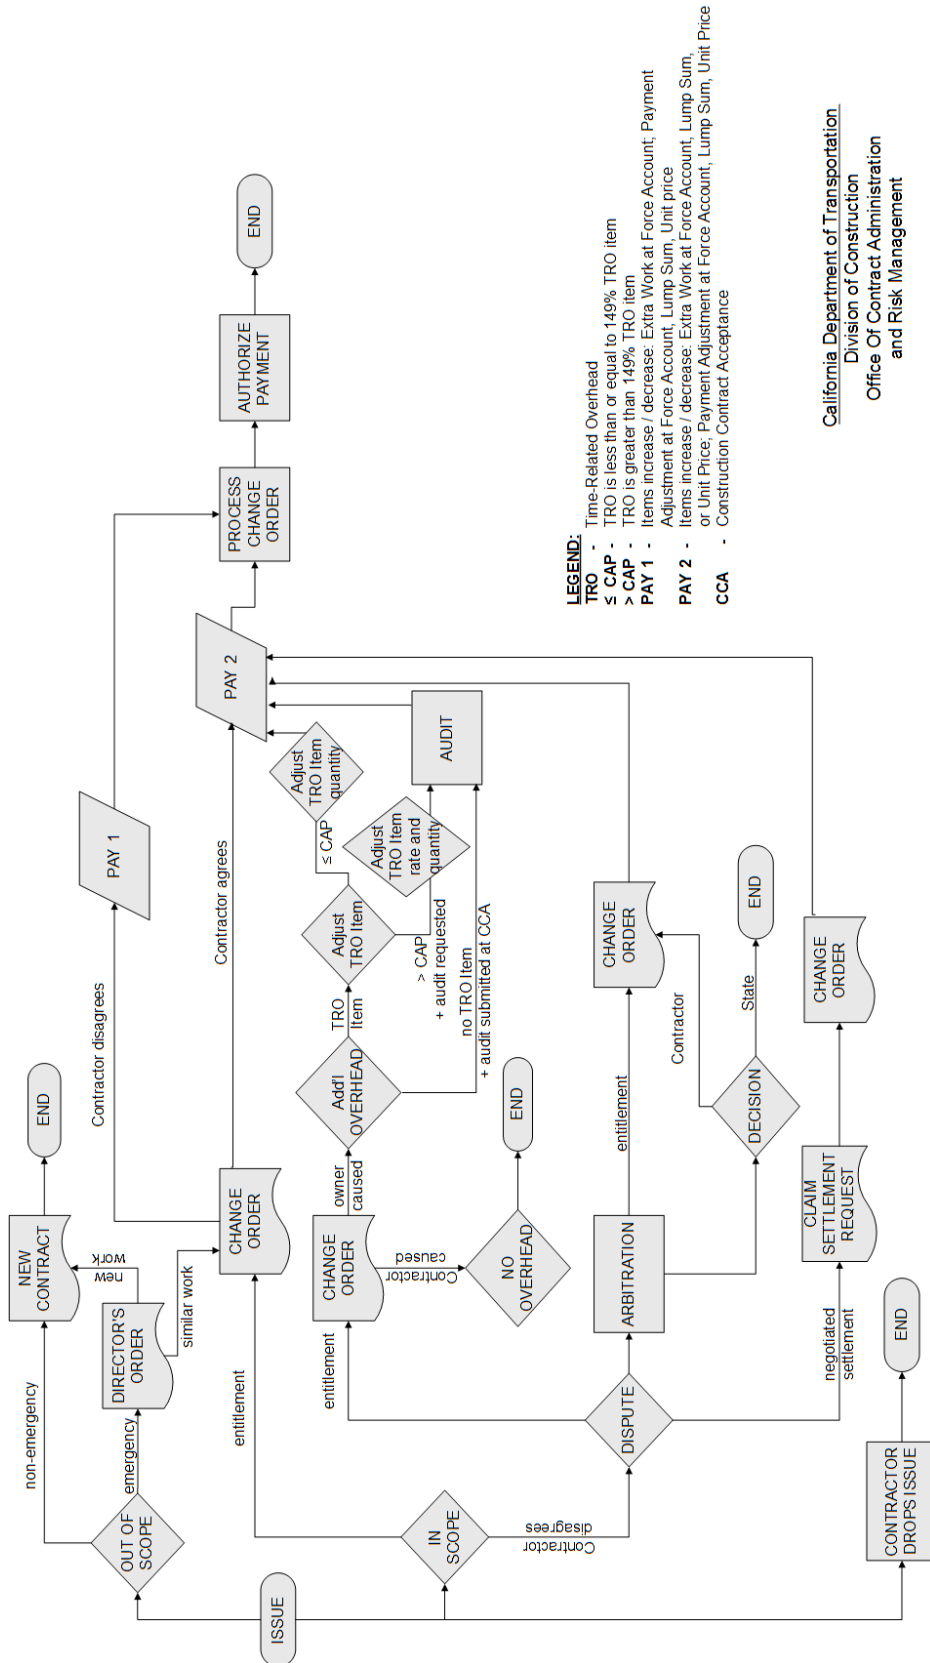 ISSUE
OUT OF
SCOPE
non-emergency
emergency
DIRECTOR'S
ORDER
new
work
similar work
NEW
CONTRACT
END
IN
SCOPE
entitlement
Contractor
disagrees
CHANGE
ORDER
Contractor disagrees
Contractor agrees
PAY 1
PAY 2
PROCESS
CHANGE
ORDER
AUTHORIZE
PAYMENT
END
DISPUTE
entitlement
CHANGE
ORDER
owner
caused
Contractor
caused
NO
OVERHEAD
END
Add'l
OVERHEAD
TRO
Item
Adjust
TRO Item
≤ CAP
Adjust
TRO Item
quantity
> CAP
+ audit requested
Adjust
TRO Item
rate and
quantity
no TRO Item
+ audit submitted at CCA
AUDIT
ARBITRATION
entitlement
CHANGE
ORDER
DECISION
Contractor
State
END
negotiated
settlement
CLAIM
SETTLEMENT
REQUEST
CHANGE
ORDER
CONTRACTOR
DROPS ISSUE
END
LEGEND:
TRO - Time-Related Overhead
≤ CAP - TRO is less than or equal to 149% TRO item
> CAP - TRO is greater than 149% TRO item
PAY 1 - Items increase / decrease: Extra Work at Force Account; Payment
Adjustment at Force Account, Lump Sum, Unit price
PAY 2 - Items increase / decrease: Extra Work at Force Account, Lump Sum,
or Unit Price; Payment Adjustment at Force Account, Lump Sum, Unit Price
CCA - Construction Contract Acceptance
California Department of Transportation
Division of Construction
Office Of Contract Administration
and Risk Management